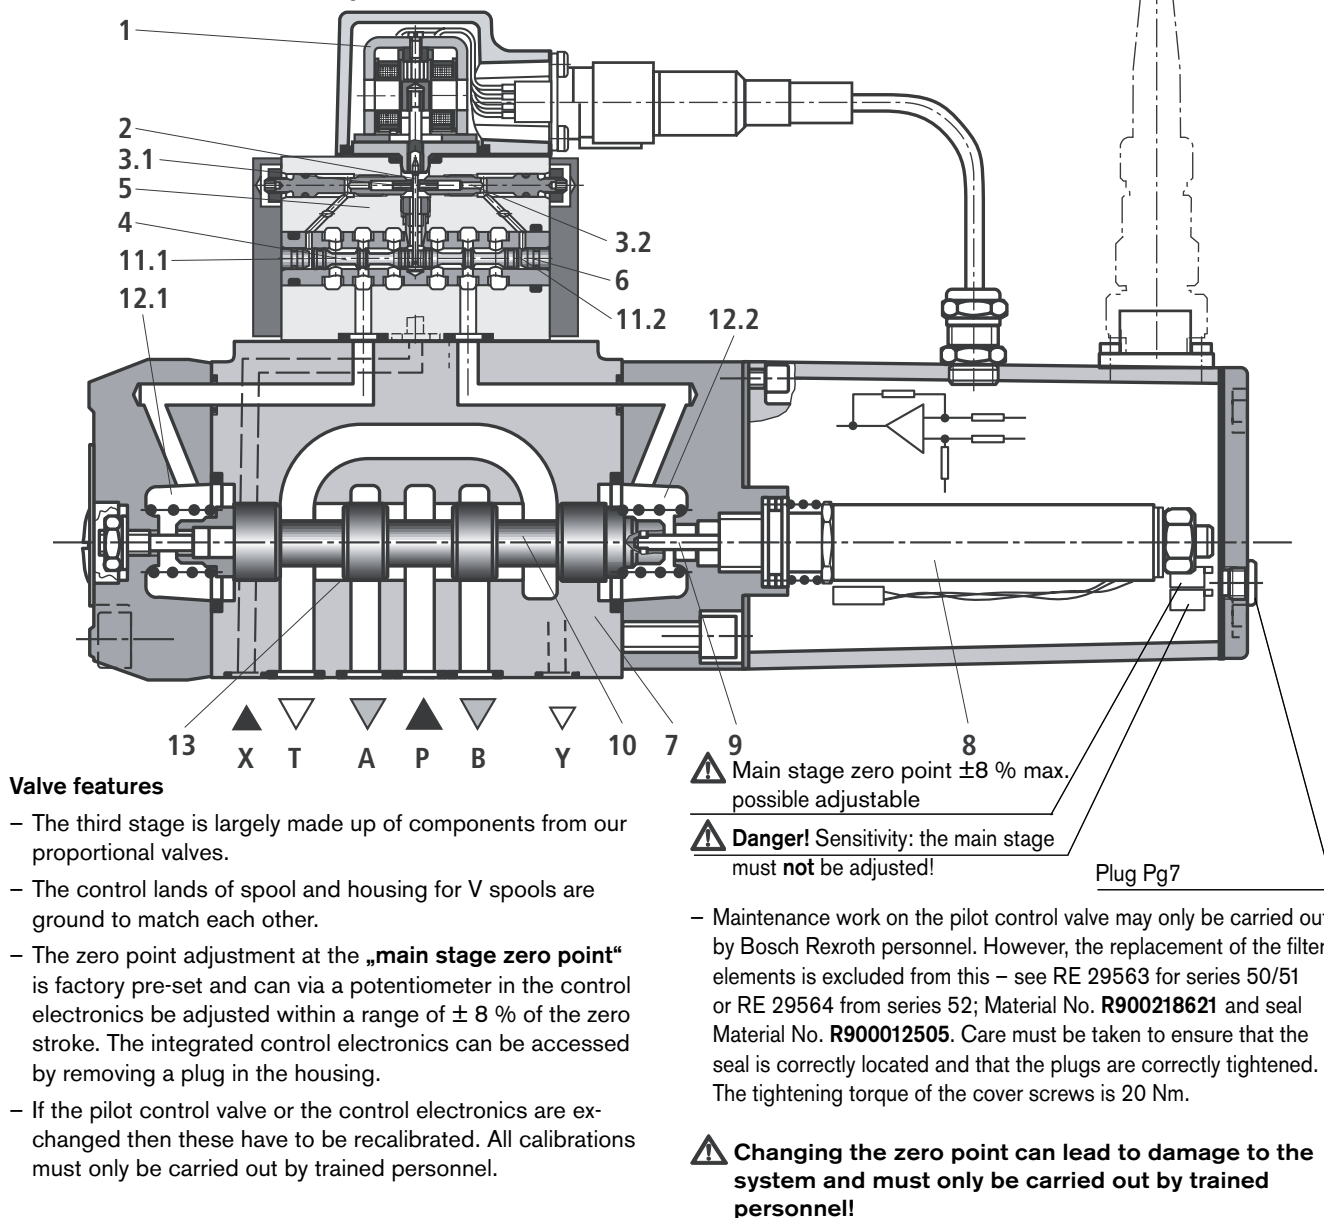 1
2
3.1
5
4
11.1
12.1
3.2
6
11.2
12.2
13
X
T
A
P
B
Y
10
7
9
8
Valve features
– The third stage is largely made up of components from our
proportional valves.
– The control lands of spool and housing for V spools are
ground to match each other.
– The zero point adjustment at the „main stage zero point“
is factory pre-set and can via a potentiometer in the control
electronics be adjusted within a range of ± 8 % of the zero
stroke. The integrated control electronics can be accessed
by removing a plug in the housing.
– If the pilot control valve or the control electronics are ex-
changed then these have to be recalibrated. All calibrations
must only be carried out by trained personnel.
Main stage zero point ±8 % max.
possible adjustable
Danger! Sensitivity: the main stage
must not be adjusted!
Plug Pg7
– Maintenance work on the pilot control valve may only be carried out
by Bosch Rexroth personnel. However, the replacement of the filter
elements is excluded from this – see RE 29563 for series 50/51
or RE 29564 from series 52; Material No. R900218621 and seal
Material No. R900012505. Care must be taken to ensure that the
seal is correctly located and that the plugs are correctly tightened.
The tightening torque of the cover screws is 20 Nm.
Changing the zero point can lead to damage to the
system and must only be carried out by trained
personnel!